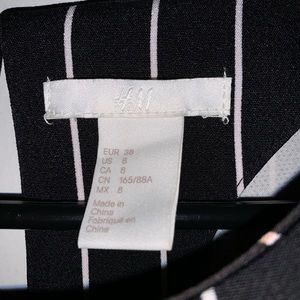 H&M
EUR 38
US 8
CA 8
CN 165/88A
MX 8
Made in
China
Fabriqué en
Chine